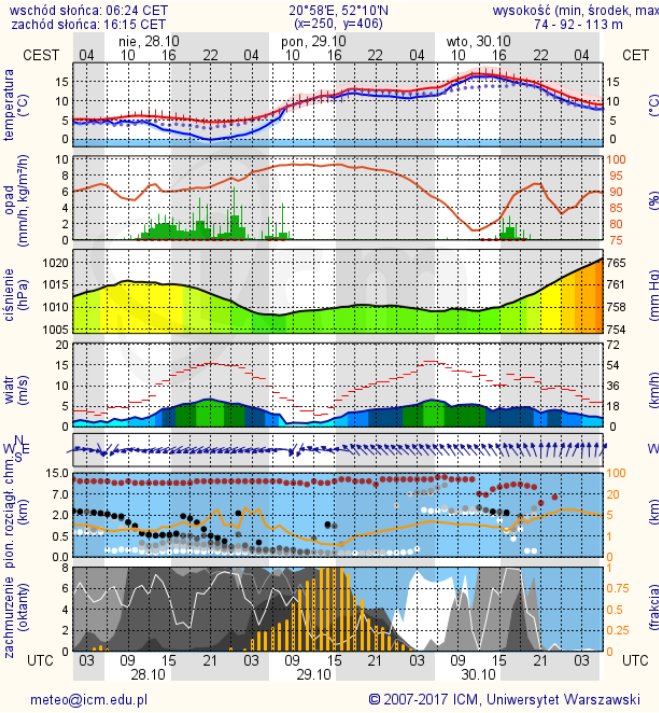 wschód słońca: 06:24 CET 20°58'E, 52°10'N wysokość (min, środek, max)
zachód słońca: 16:15 CET (x=250, y=406) 74 - 92 - 113 m
nie, 28.10 pon, 29.10 wto, 30.10
CEST 04 10 16 22 04 10 16 22 04 10 16 22 04 CET
temperatura (°C) 15 10 5 0 15 10 5 0 (°C)
opad (mm/h, kg/m²/h) 10 8 6 4 2 0 100 95 90 85 80 75 (%)
ciśnienie (hPa) 1020 1015 1010 1005 765 761 758 754 (mm Hg)
wiatr (m/s) 20 15 10 5 0 72 54 36 18 0 (km/h)
N W E S W
pion. rozciągł. chm. (km) 15.0 7.0 2.0 0.5 0.0 100 20 5 1 0 (km)
zachmurzenie (oktanty) 8 6 4 2 0 1 0.75 0.5 0.25 0 (frakcja)
UTC 03 09 15 21 03 09 15 21 03 09 15 21 03 UTC
28.10 29.10 30.10
meteo@icm.edu.pl © 2007-2017 ICM, Uniwersytet Warszawski